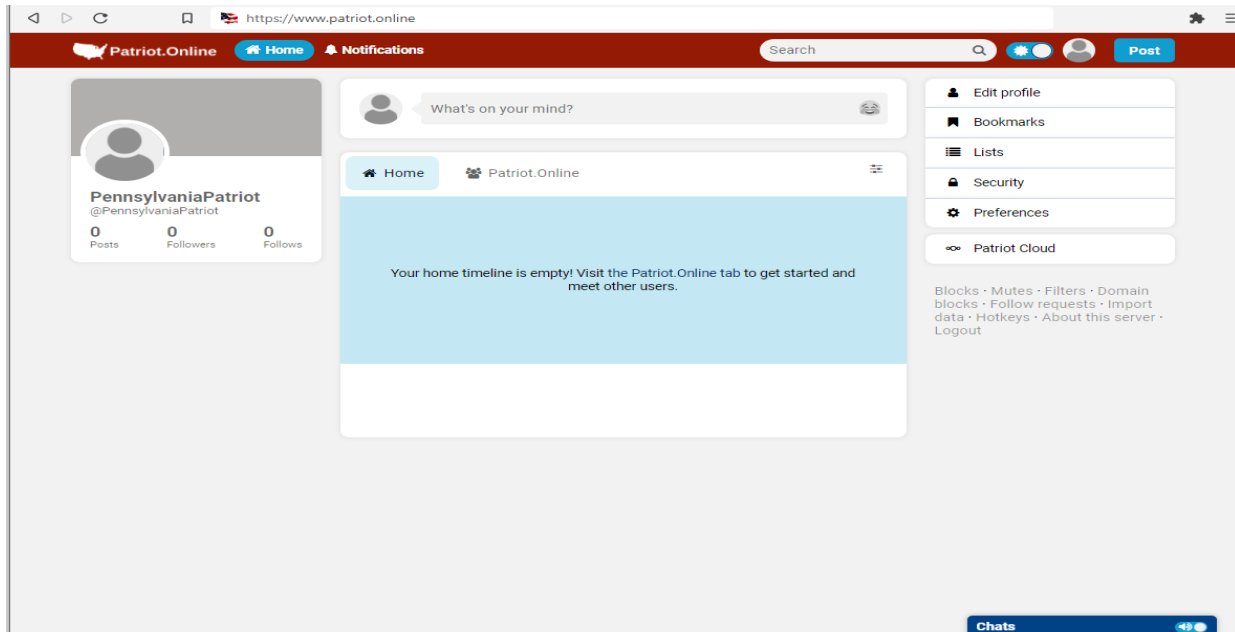 https://www.patriot.online
Patriot.Online
Home
Notifications
Search
Post
PennsylvaniaPatriot
@PennsylvaniaPatriot
0 0 0
Posts Followers Follows
What's on your mind?
Home
Patriot.Online
Your home timeline is empty! Visit the Patriot.Online tab to get started and
meet other users.
Edit profile
Bookmarks
Lists
Security
Preferences
Patriot Cloud
Blocks · Mutes · Filters · Domain
blocks · Follow requests · Import
data · Hotkeys · About this server ·
Logout
Chats